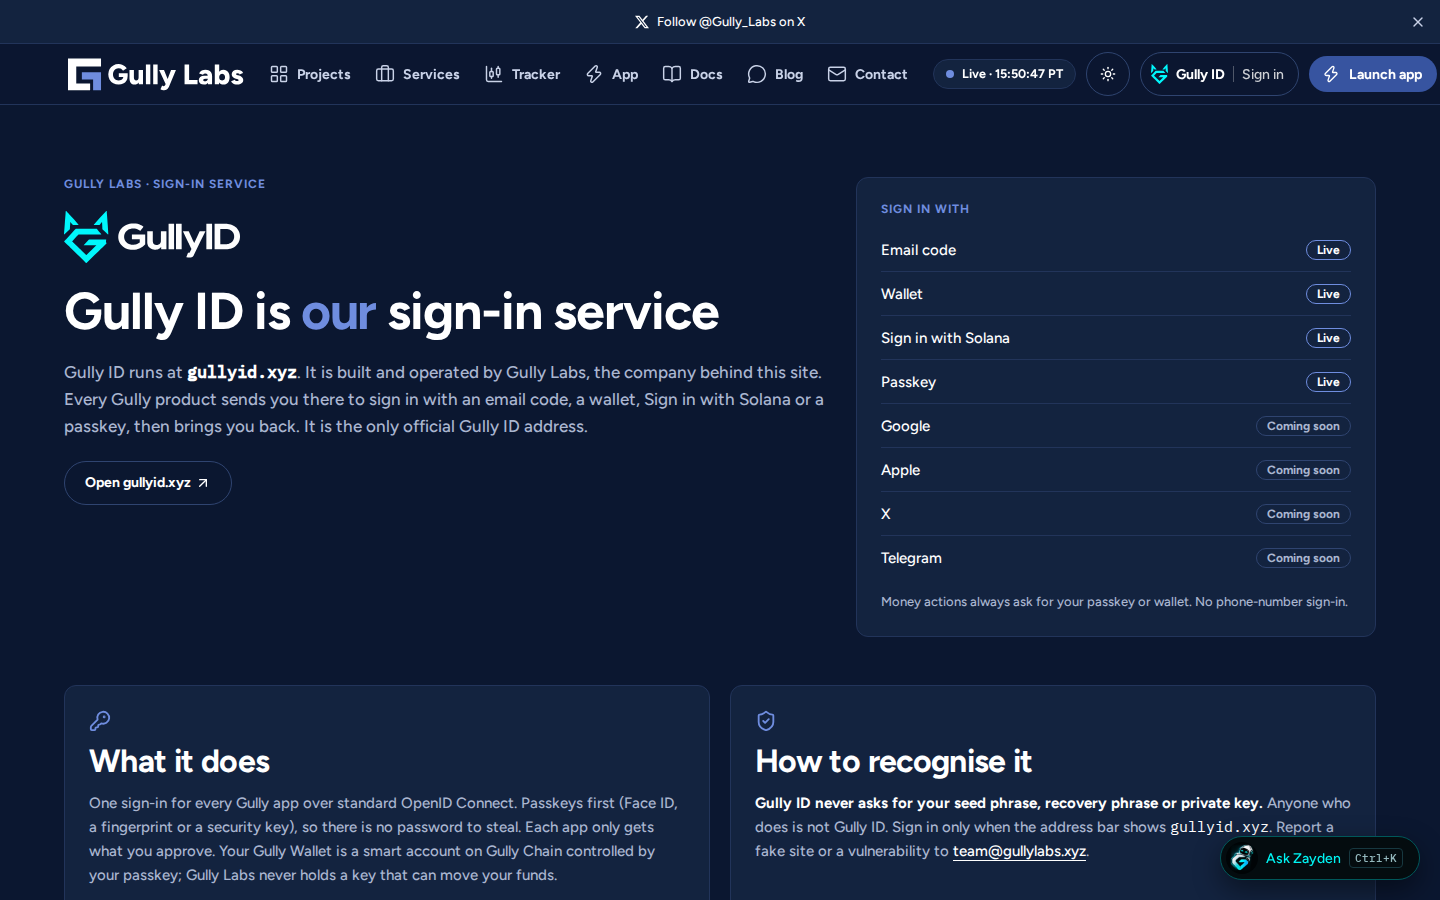 Follow @Gully_Labs on X
Gully Labs
Projects
Services
Tracker
App
Docs
Blog
Contact
Live · 15:50:47 PT
Gully ID | Sign in
Launch app
GULLY LABS · SIGN-IN SERVICE
GullyID
Gully ID is our sign-in service
Gully ID runs at gullyid.xyz. It is built and operated by Gully Labs, the company behind this site.
Every Gully product sends you there to sign in with an email code, a wallet, Sign in with Solana or a
passkey, then brings you back. It is the only official Gully ID address.
Open gullyid.xyz
SIGN IN WITH
Email code Live
Wallet Live
Sign in with Solana Live
Passkey Live
Google Coming soon
Apple Coming soon
X Coming soon
Telegram Coming soon
Money actions always ask for your passkey or wallet. No phone-number sign-in.
What it does
One sign-in for every Gully app over standard OpenID Connect. Passkeys first (Face ID,
a fingerprint or a security key), so there is no password to steal. Each app only gets
what you approve. Your Gully Wallet is a smart account on Gully Chain controlled by
your passkey; Gully Labs never holds a key that can move your funds.
How to recognise it
Gully ID never asks for your seed phrase, recovery phrase or private key. Anyone who
does is not Gully ID. Sign in only when the address bar shows gullyid.xyz. Report a
fake site or a vulnerability to team@gullylabs.xyz.
Ask Zayden Ctrl+K